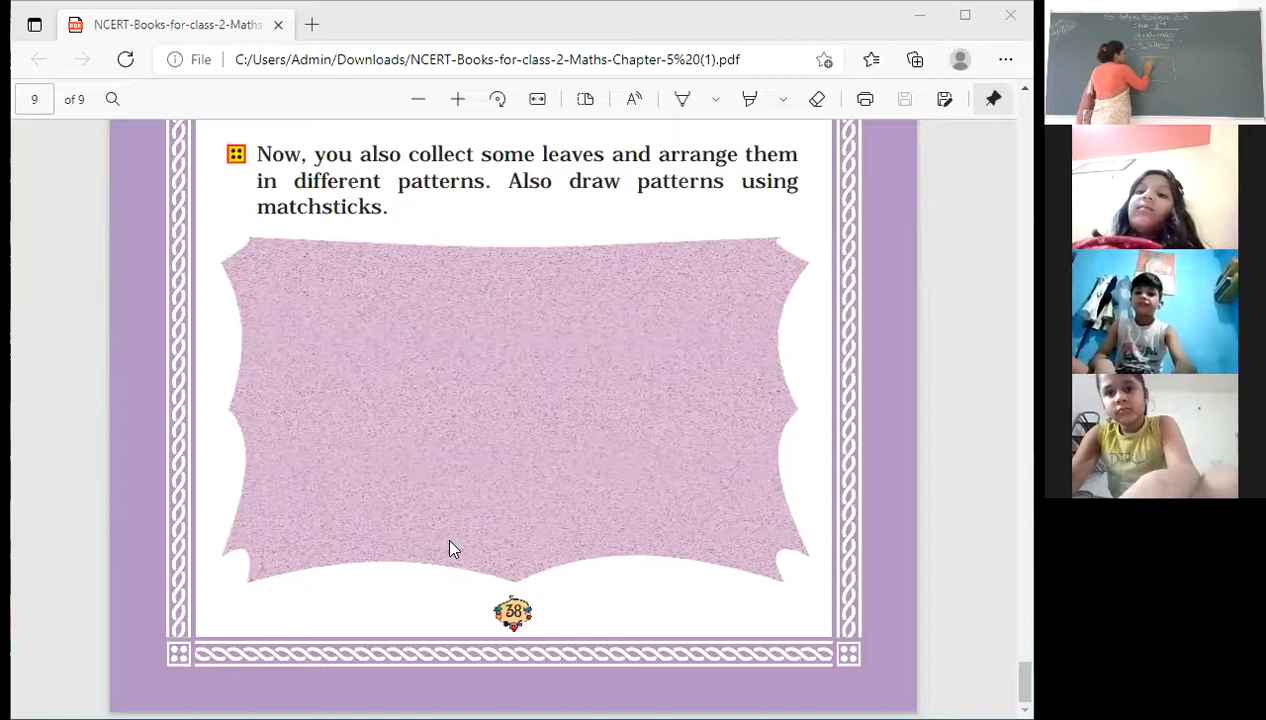 NCERT-Books-for-class-2-Maths
File C:/Users/Admin/Downloads/NCERT-Books-for-class-2-Maths-Chapter-5%20(1).pdf
9 of 9
Now, you also collect some leaves and arrange them
in different patterns. Also draw patterns using
matchsticks.
38